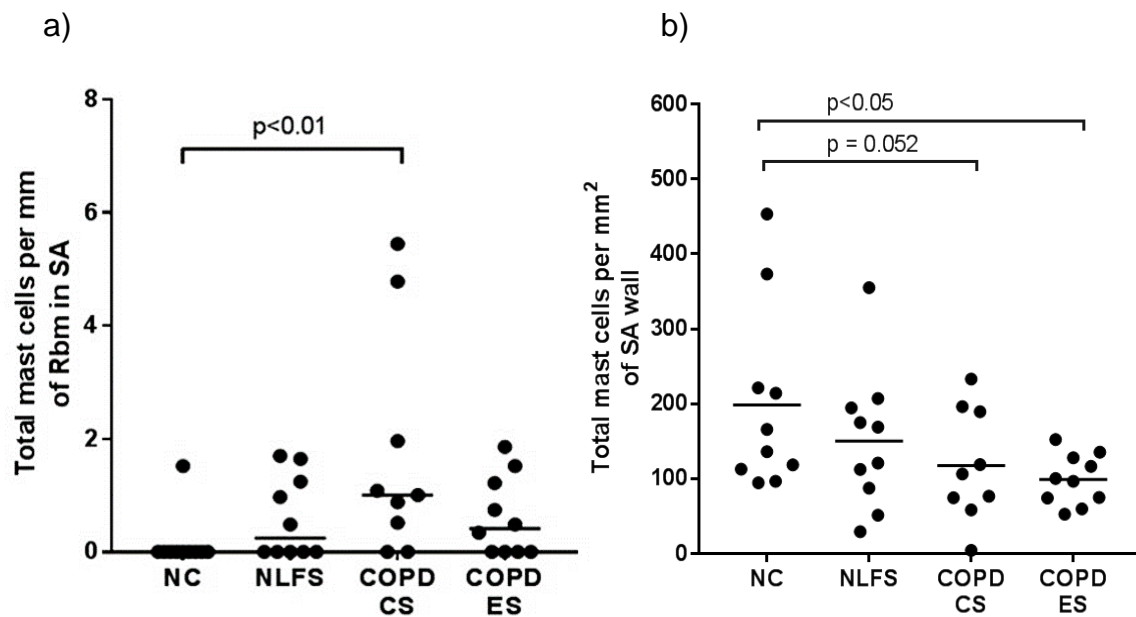 a)
Total mast cells per mm
of Rbm in SA
8
6
4
2
0
p<0.01
NC
NLFS
COPD
CS
COPD
ES
b)
Total mast cells per mm²
of SA wall
600
500
400
300
200
100
0
p<0.05
p = 0.052
NC
NLFS
COPD
CS
COPD
ES